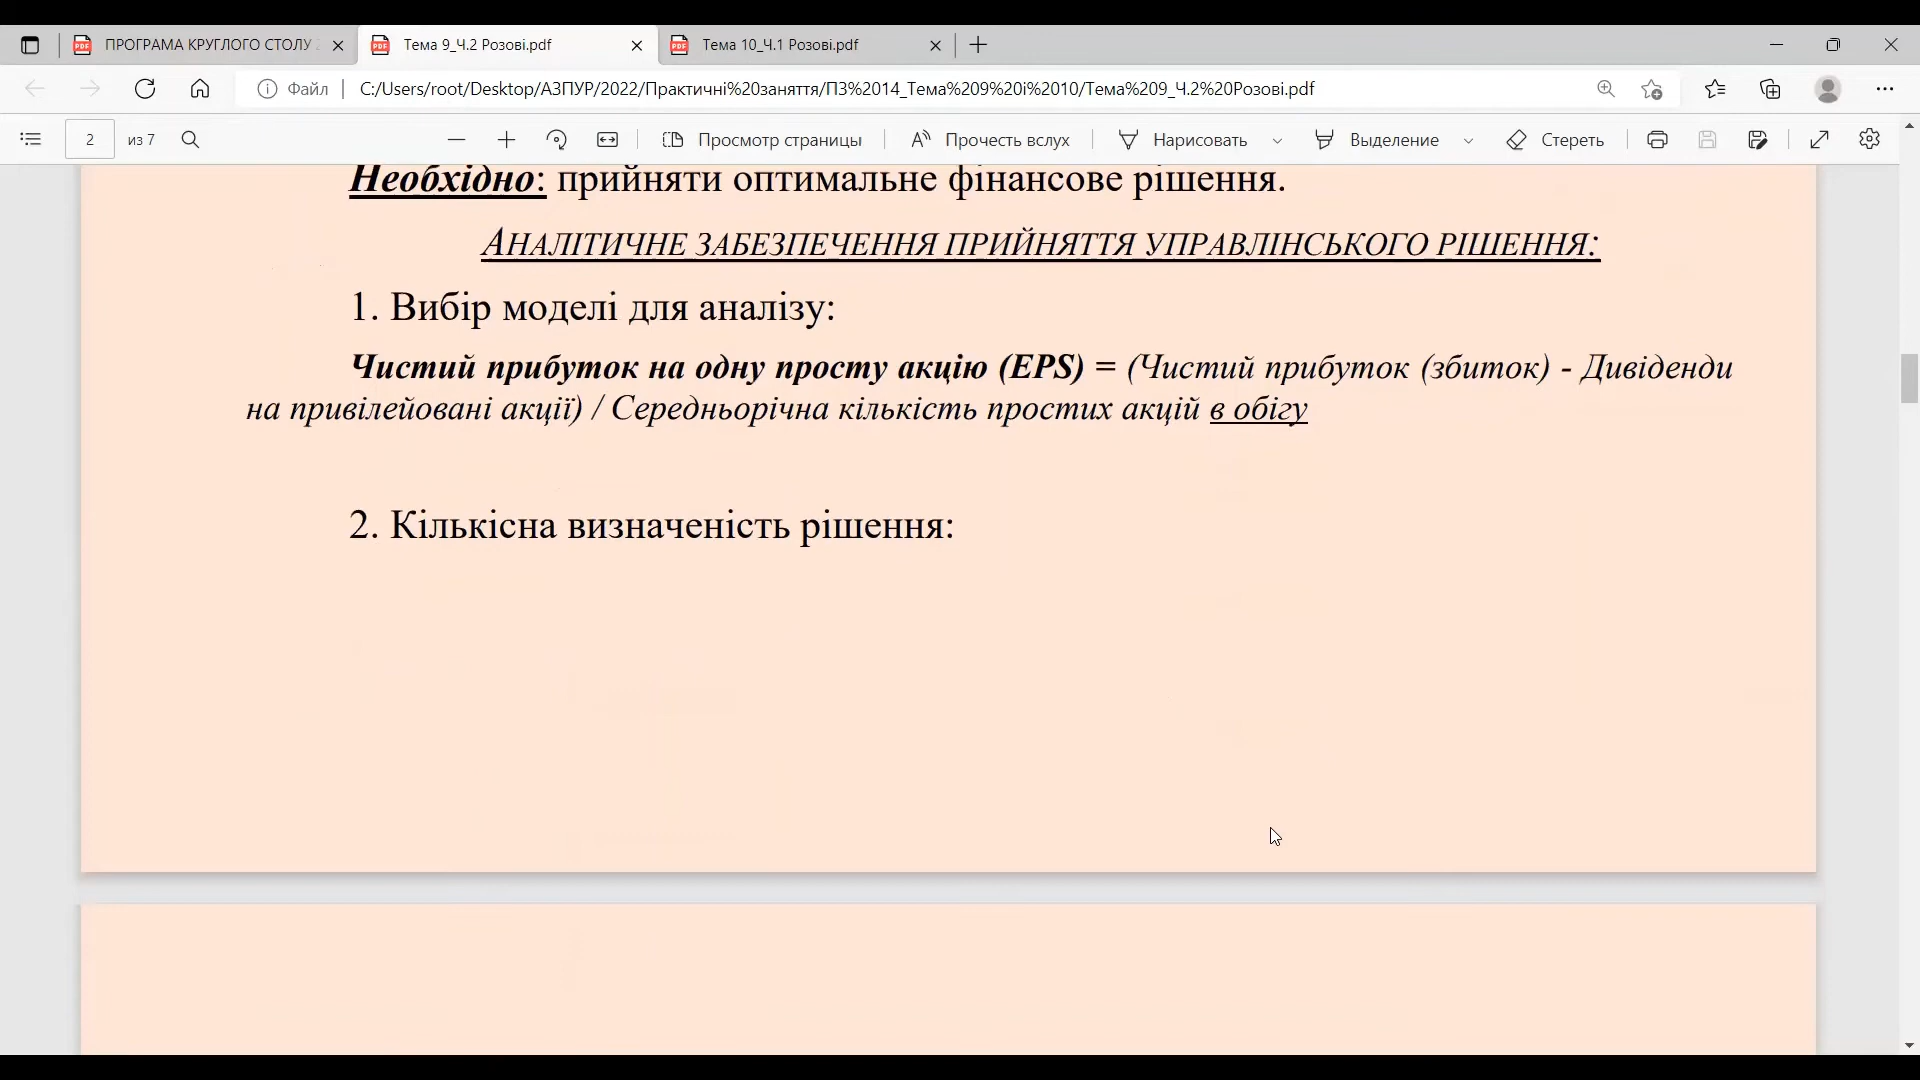 ПРОГРАМА КРУГЛОГО СТОЛУ
Тема 9_Ч.2 Розові.pdf
Тема 10_Ч.1 Розові.pdf
Файл
C:/Users/root/Desktop/АЗПУР/2022/Практичні%20заняття/ПЗ%2014_Тема%209%20і%2010/Тема%209_Ч.2%20Розові.pdf
2 из 7
Просмотр страницы
Прочесть вслух
Нарисовать
Выделение
Стереть
Необхідно: прийняти оптимальне фінансове рішення.
АНАЛІТИЧНЕ ЗАБЕЗПЕЧЕННЯ ПРИЙНЯТТЯ УПРАВЛІНСЬКОГО РІШЕННЯ:
1. Вибір моделі для аналізу:
Чистий прибуток на одну просту акцію (EPS) = (Чистий прибуток (збиток) - Дивіденди
на привілейовані акції) / Середньорічна кількість простих акцій в обігу
2. Кількісна визначеність рішення: